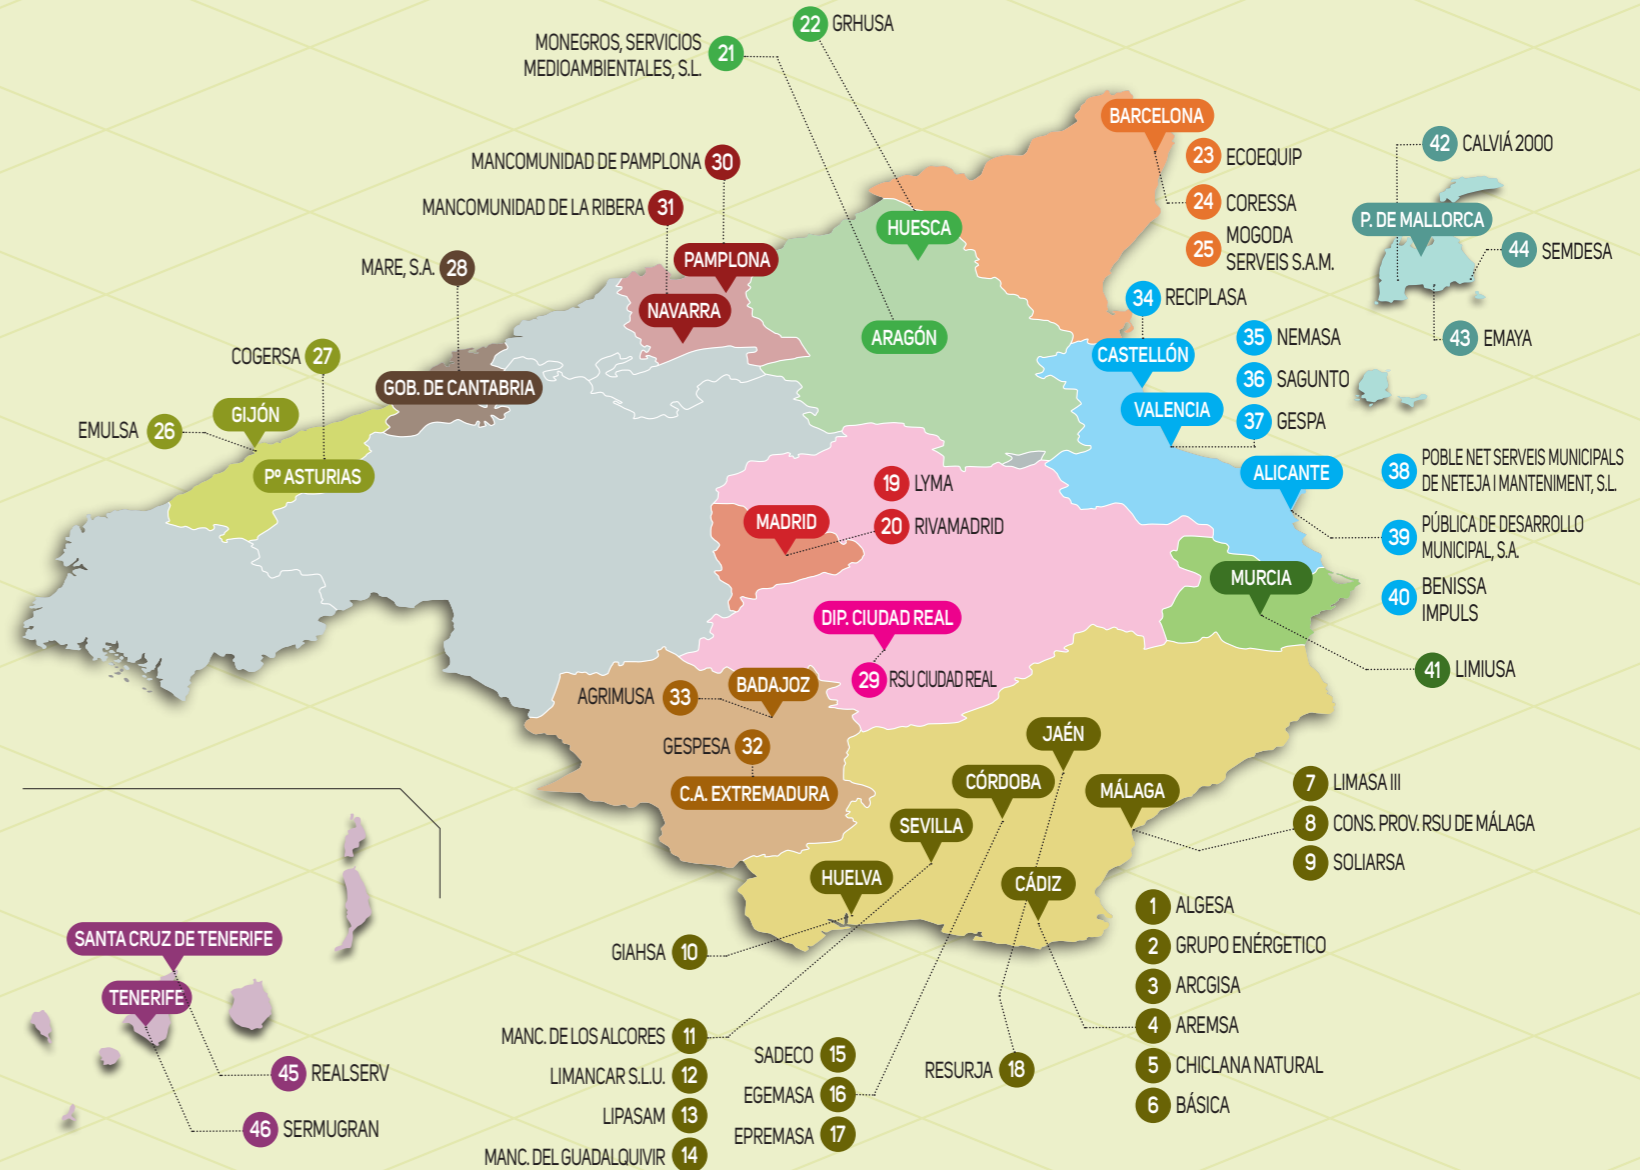 22 GRHUSA
MONEGROS, SERVICIOS
MEDIOAMBIENTALES, S.L.
21
BARCELONA
23 ECOEQUIP
24 CORESSA
25 MOGODA
SERVEIS S.A.M.
42 CALVIÁ 2000
P. DE MALLORCA
44 SEMDESA
43 EMAYA
MANCOMUNIDAD DE PAMPLONA 30
MANCOMUNIDAD DE LA RIBERA 31
PAMPLONA
NAVARRA
HUESCA
ARAGÓN
MARE, S.A. 28
GOB. DE CANTABRIA
COGERSA 27
EMULSA 26
GIJÓN
Pº ASTURIAS
34 RECIPLASA
CASTELLÓN
35 NEMASA
36 SAGUNTO
37 GESPA
VALENCIA
ALICANTE
38 POBLE NET SERVEIS MUNICIPALS
DE NETEJA I MANTENIMENT, S.L.
39 PÚBLICA DE DESARROLLO
MUNICIPAL, S.A.
40 BENISSA
IMPULS
19 LYMA
MADRID
20 RIVAMADRID
MURCIA
41 LIMIUSA
DIP. CIUDAD REAL
29 RSU CIUDAD REAL
AGRIMUSA 33
BADAJOZ
GESPESA 32
C.A. EXTREMADURA
JAÉN
CÓRDOBA
MÁLAGA
SEVILLA
HUELVA
CÁDIZ
7 LIMASA III
8 CONS. PROV. RSU DE MÁLAGA
9 SOLIARSA
1 ALGESA
2 GRUPO ENÉRGETICO
3 ARCGISA
4 AREMSA
5 CHICLANA NATURAL
6 BÁSICA
GIAHSA 10
MANC. DE LOS ALCORES 11
LIMANCAR S.L.U. 12
LIPASAM 13
MANC. DEL GUADALQUIVIR 14
SADECO 15
EGEMASA 16
EPREMASA 17
RESURJA 18
SANTA CRUZ DE TENERIFE
TENERIFE
45 REALSERV
46 SERMUGRAN